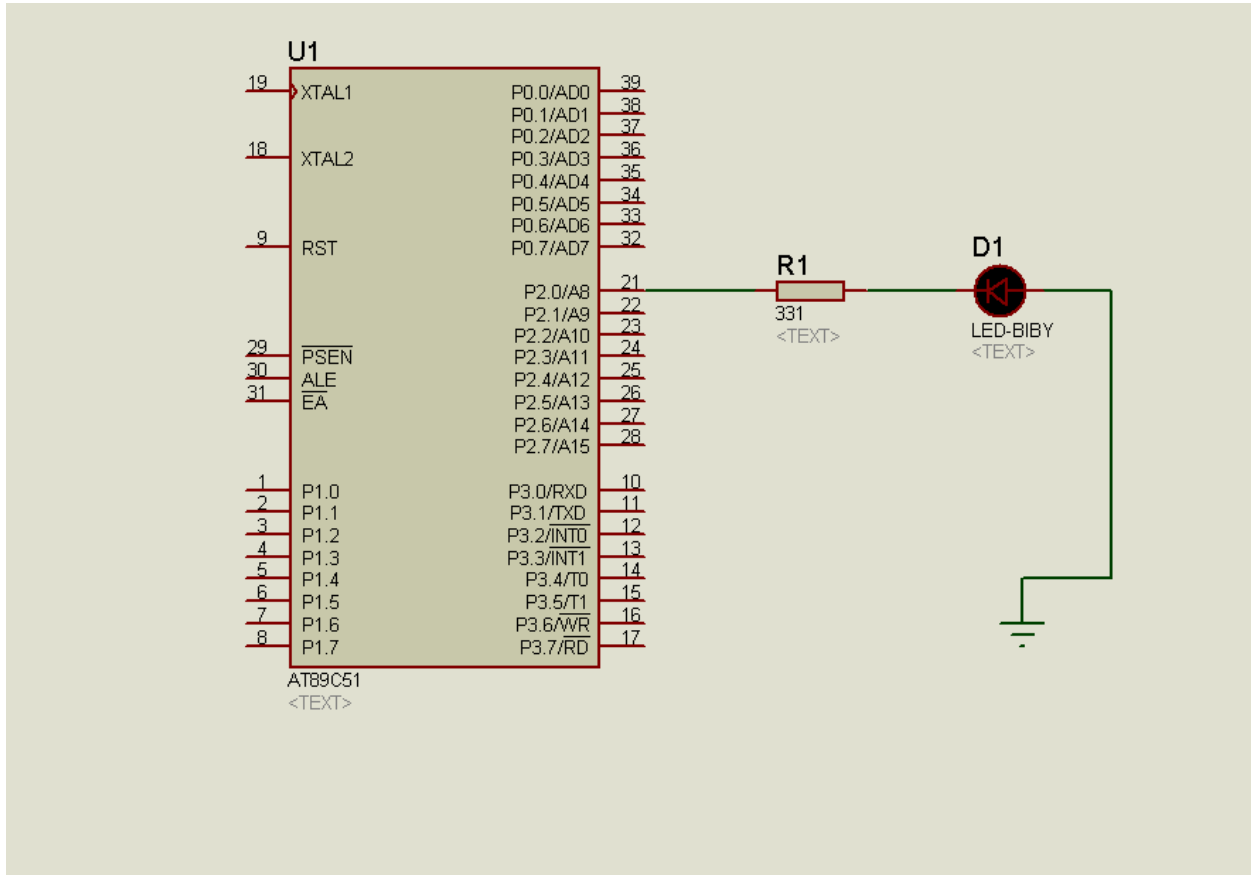 U1
19 XTAL1
18 XTAL2
9 RST
29 PSEN
30 ALE
31 EA
1 P1.0
2 P1.1
3 P1.2
4 P1.3
5 P1.4
6 P1.5
7 P1.6
8 P1.7
P0.0/AD0 39
P0.1/AD1 38
P0.2/AD2 37
P0.3/AD3 36
P0.4/AD4 35
P0.5/AD5 34
P0.6/AD6 33
P0.7/AD7 32
P2.0/A8 21
P2.1/A9 22
P2.2/A10 23
P2.3/A11 24
P2.4/A12 25
P2.5/A13 26
P2.6/A14 27
P2.7/A15 28
P3.0/RXD 10
P3.1/TXD 11
P3.2/INT0 12
P3.3/INT1 13
P3.4/T0 14
P3.5/T1 15
P3.6/WR 16
P3.7/RD 17
AT89C51
<TEXT>
R1
331
<TEXT>
D1
LED-BIBY
<TEXT>